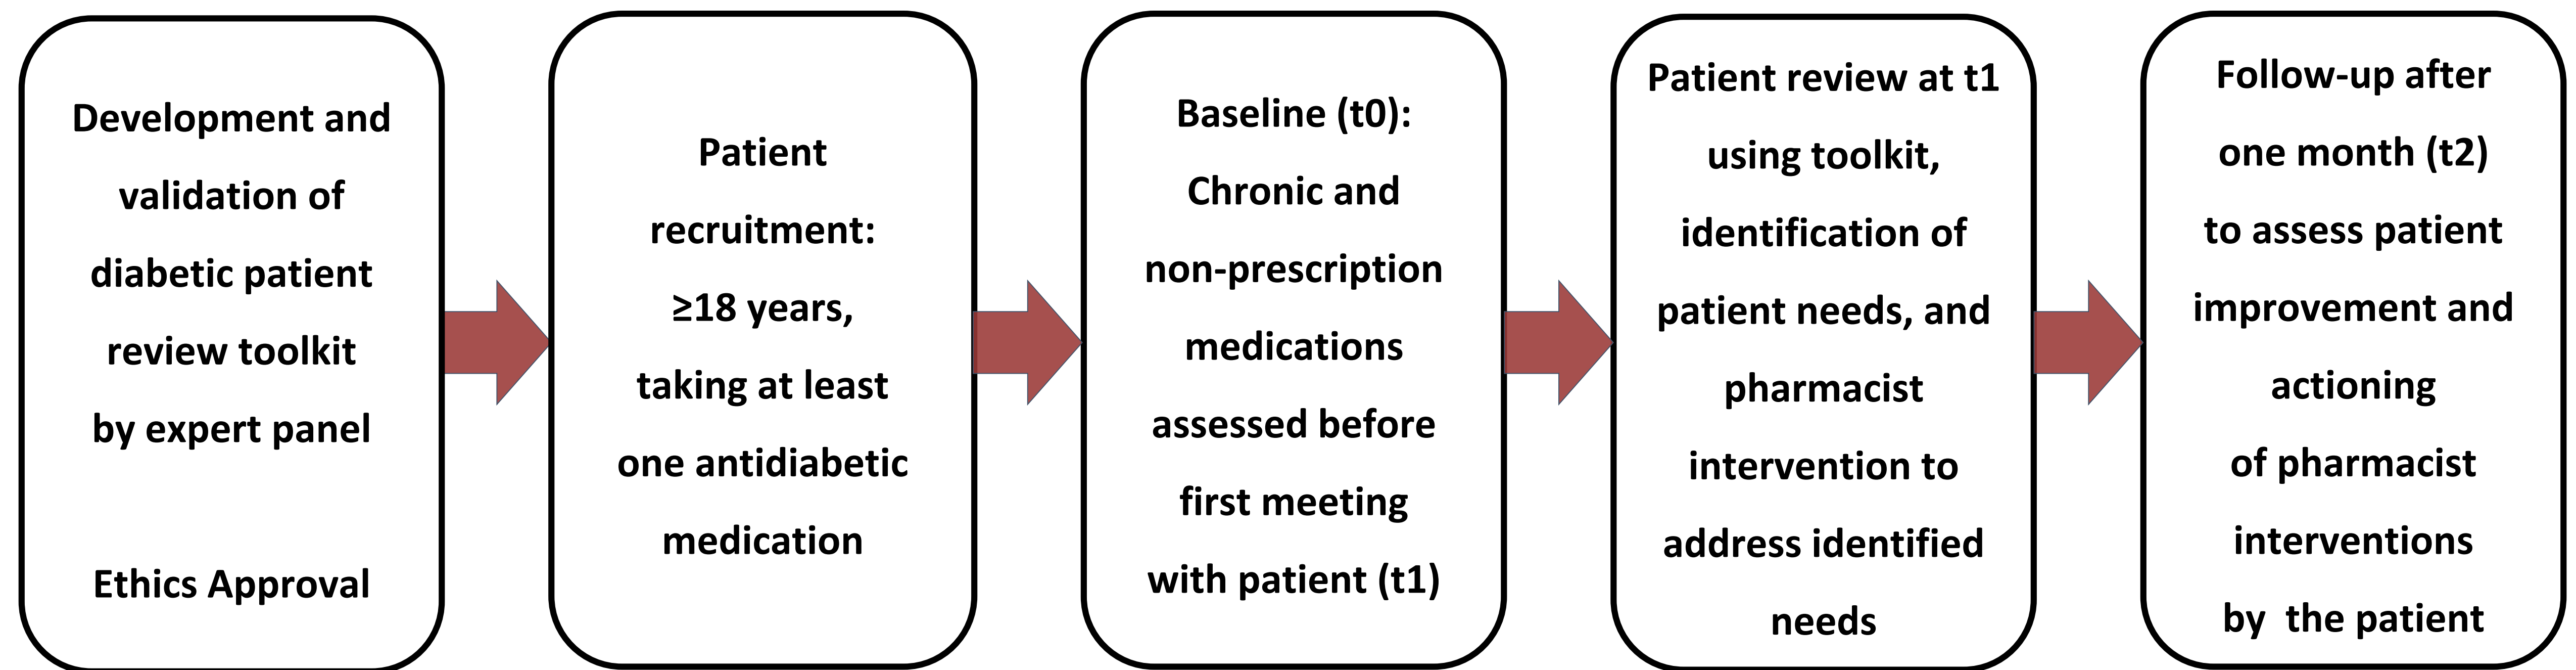 Development and
validation of
diabetic patient
review toolkit
by expert panel
Ethics Approval
Patient
recruitment:
≥18 years,
taking at least
one antidiabetic
medication
Baseline (t0):
Chronic and
non-prescription
medications
assessed before
first meeting
with patient (t1)
Patient review at t1
using toolkit,
identification of
patient needs, and
pharmacist
intervention to
address identified
needs
Follow-up after
one month (t2)
to assess patient
improvement and
actioning
of pharmacist
interventions
by  the patient